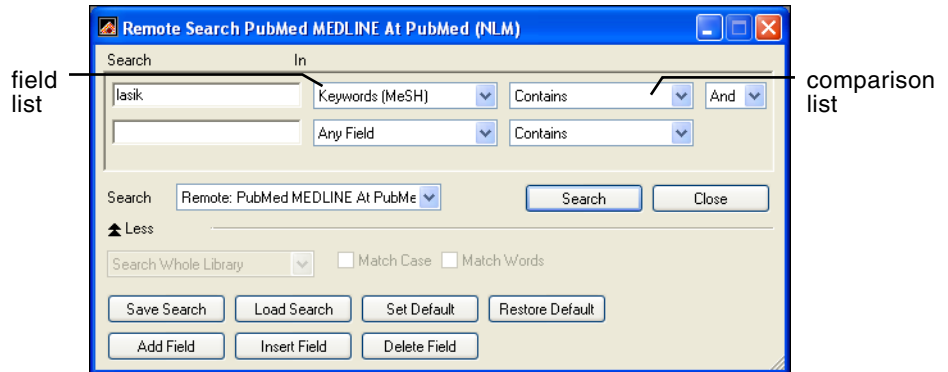 Remote Search PubMed MEDLINE At PubMed (NLM)
Search In
field list
lasik Keywords (MeSH) Contains And
comparison list
Any Field Contains
Search Remote: PubMed MEDLINE At PubMe Search Close
Less
Search Whole Library Match Case Match Words
Save Search Load Search Set Default Restore Default
Add Field Insert Field Delete Field